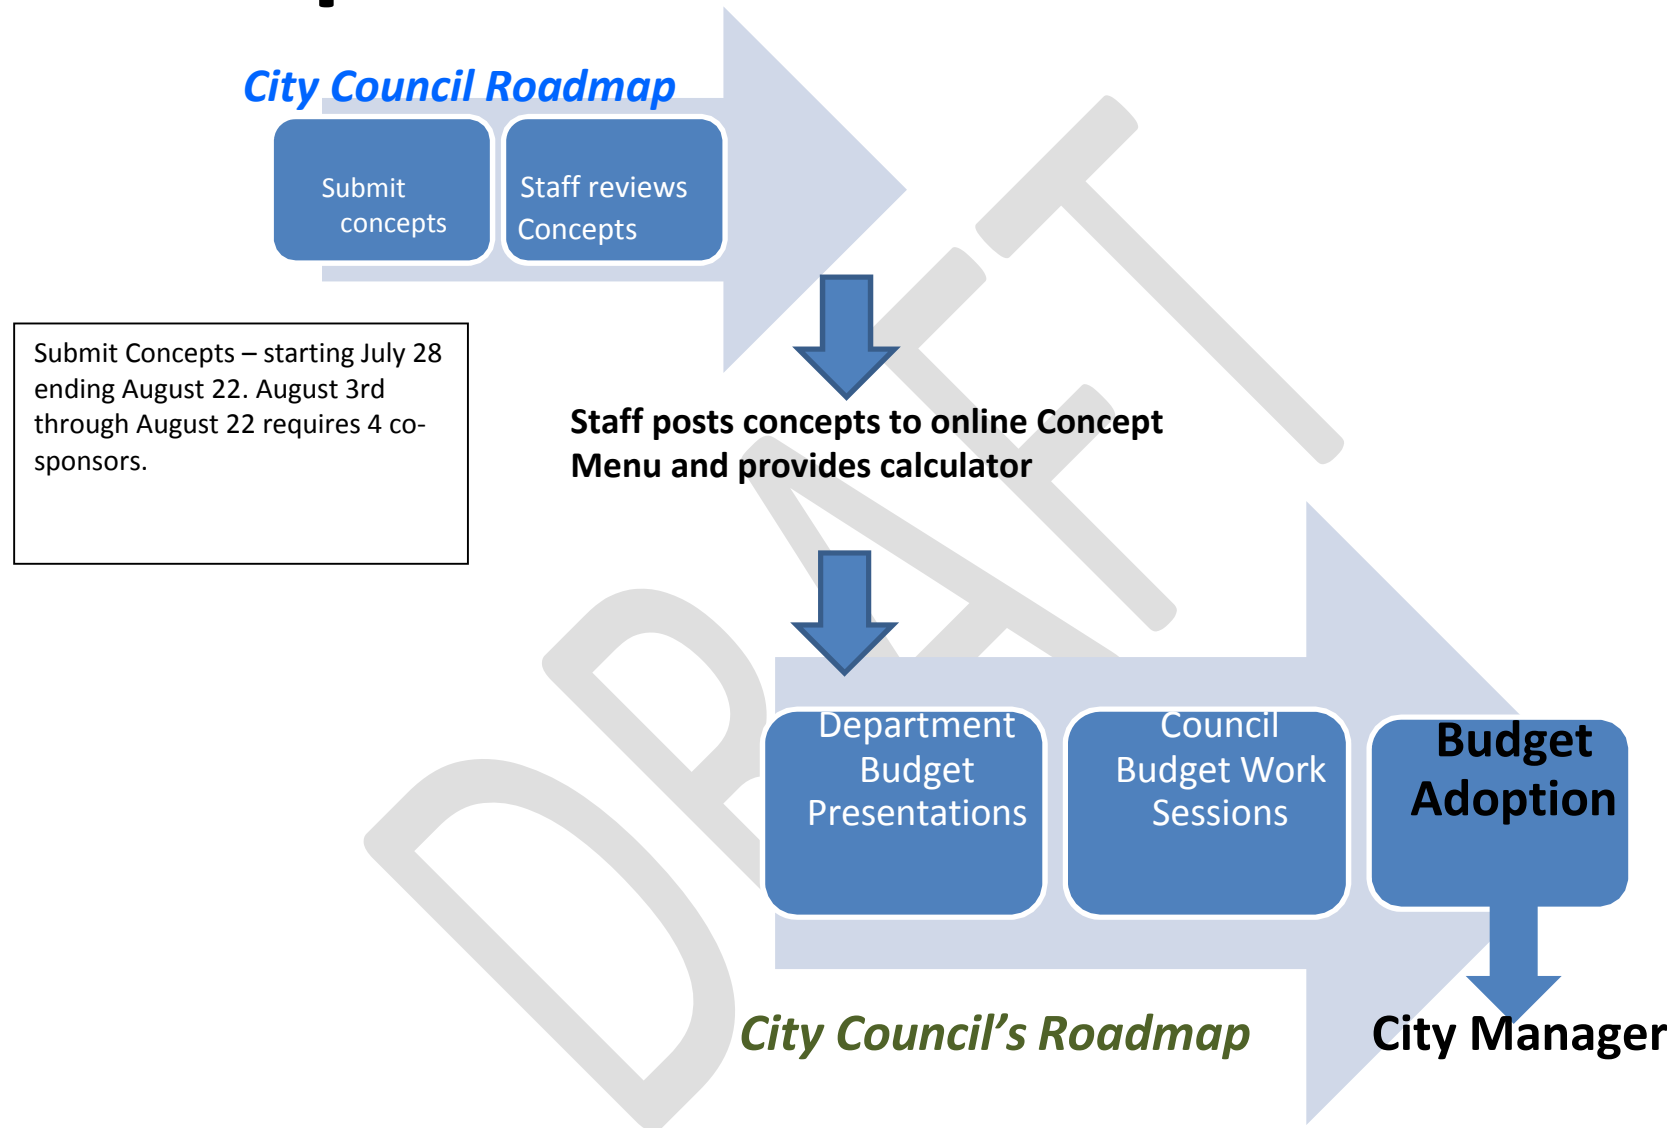 City Council Roadmap
Submit
concepts
Staff reviews
Concepts
Submit Concepts – starting July 28
ending August 22. August 3rd
through August 22 requires 4 co-
sponsors.
Staff posts concepts to online Concept
Menu and provides calculator
Department
Budget
Presentations
Council
Budget Work
Sessions
Budget
Adoption
City Council’s Roadmap
City Manager
DRAFT